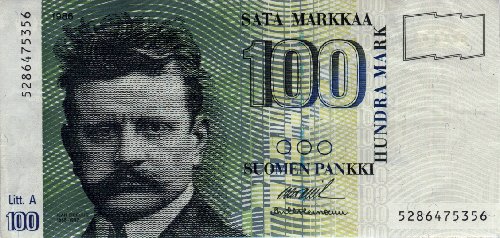 1986
SATA MARKKAA
5286475356
100
HUNDRA MARK
SUOMEN PANKKI
Litt. A
100
5286475356